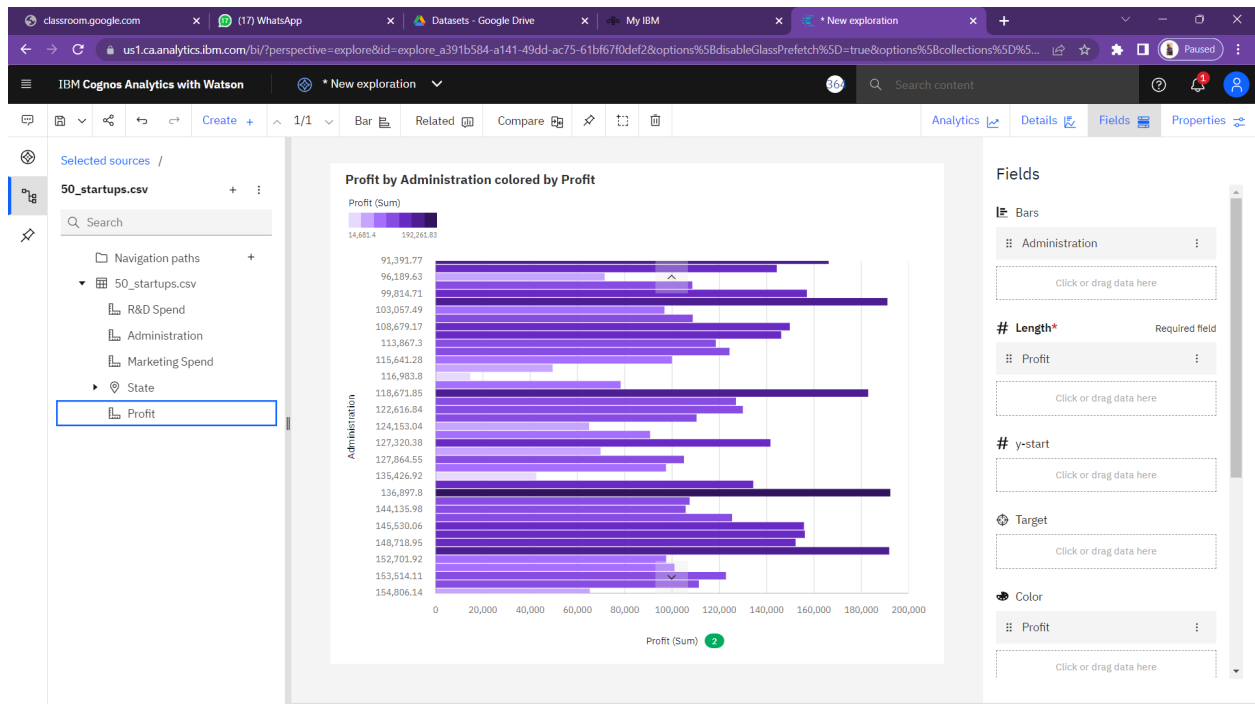 classroom.google.com
(17) WhatsApp
Datasets - Google Drive
My IBM
* New exploration
us1.ca.analytics.ibm.com/bi/?perspective=explore&id=explore_a391b584-a141-49dd-ac75-61bf67f0def2&options%5BdisableGlassPrefetch%5D=true&options%5Bcollections%5D%5...
Paused
IBM Cognos Analytics with Watson
* New exploration
364
Search content
1
Create +
1/1
Bar
Related
Compare
Analytics
Details
Fields
Properties
Selected sources /
50_startups.csv
Search
Navigation paths
50_startups.csv
R&D Spend
Administration
Marketing Spend
State
Profit
Profit by Administration colored by Profit
Profit (Sum)
14,681.4 192,261.83
Administration
91,391.77
96,189.63
99,814.71
103,057.49
108,679.17
113,867.3
115,641.28
116,983.8
118,671.85
122,616.84
124,153.04
127,320.38
127,864.55
135,426.92
136,897.8
144,135.98
145,530.06
148,718.95
152,701.92
153,514.11
154,806.14
0 20,000 40,000 60,000 80,000 100,000 120,000 140,000 160,000 180,000 200,000
Profit (Sum) 2
Fields
Bars
Administration
Click or drag data here
# Length* Required field
Profit
Click or drag data here
# y-start
Click or drag data here
Target
Click or drag data here
Color
Profit
Click or drag data here